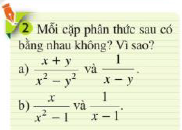 2 Mỗi cặp phân thức sau có
bằng nhau không? Vì sao?
a) \frac{x + y}{x^2 - y^2} và \frac{1}{x - y}.
b) \frac{x}{x^2 - 1} và \frac{1}{x - 1}.